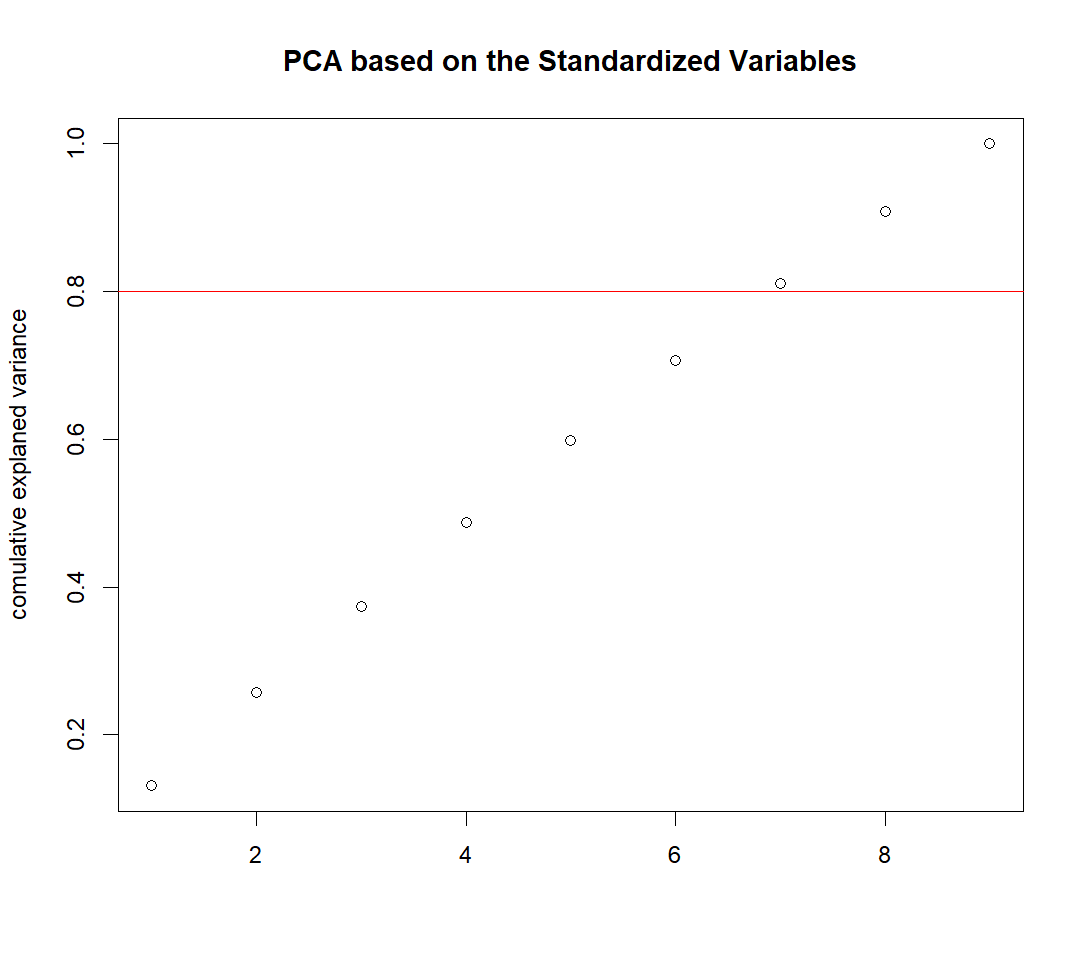 PCA based on the Standardized Variables
comulative explaned variance
1.0
0.8
0.6
0.4
0.2
2 4 6 8